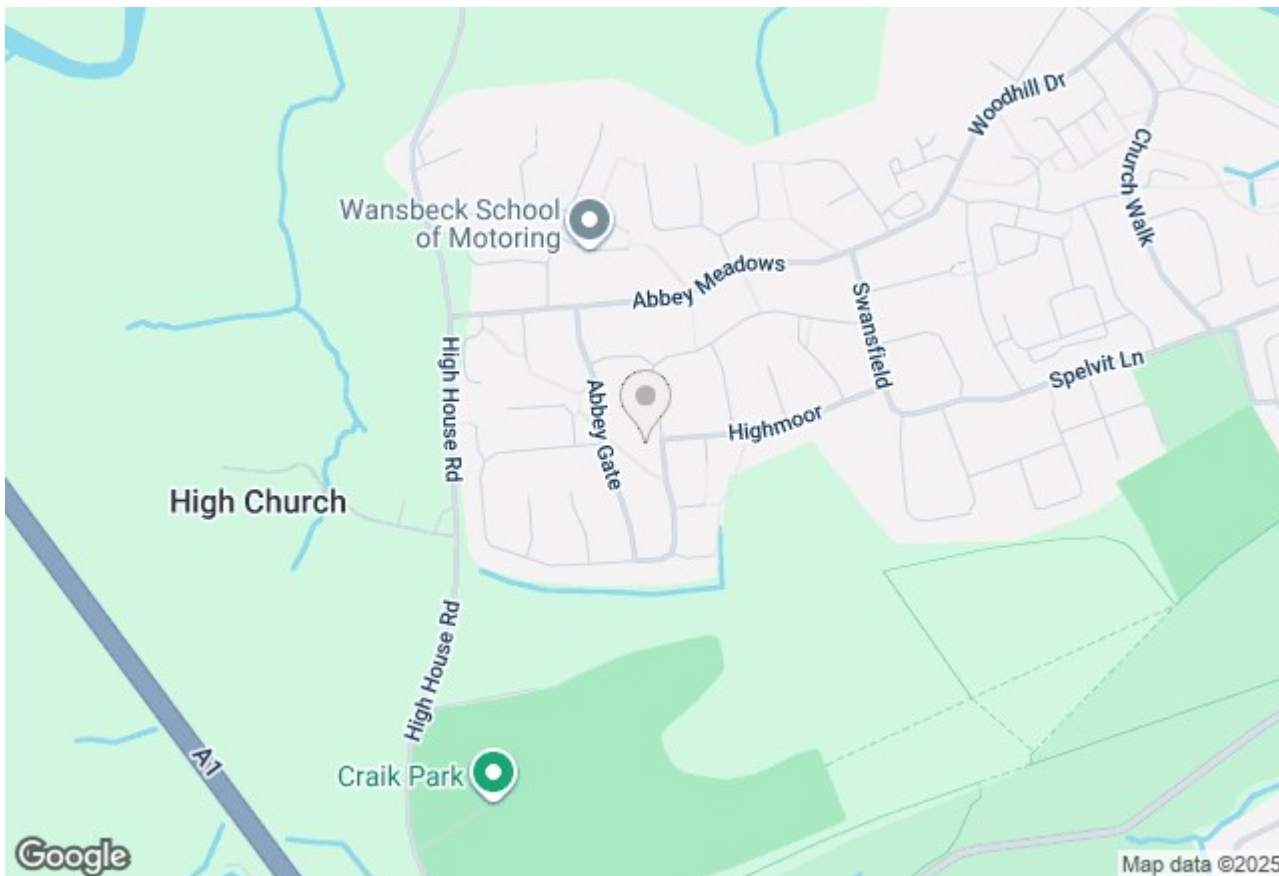 Woodhill Dr
Church Walk
Wansbeck School
of Motoring
Abbey Meadows
Swansfield
High House Rd
Spelvit Ln
Abbey Gate
Highmoor
High Church
High House Rd
A1
Craik Park
Google
Map data ©2025